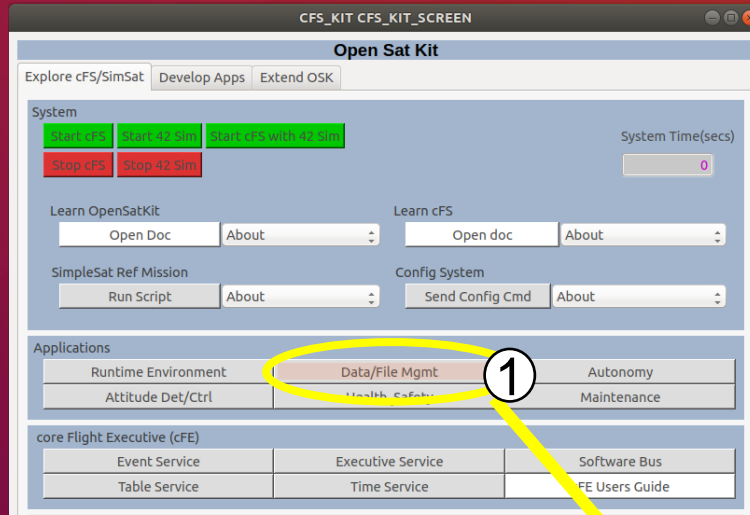 CFS_KIT CFS_KIT_SCREEN
Open Sat Kit
Explore cFS/SimSat Develop Apps Extend OSK
System
Start cFS Start 42 Sim Start cFS with 42 Sim System Time(secs)
Stop cFS Stop 42 Sim 0
Learn OpenSatKit Learn cFS
Open Doc About Open doc About
SimpleSat Ref Mission Config System
Run Script About Send Config Cmd About
Applications
Runtime Environment Data/File Mgmt 1 Autonomy
Attitude Det/Ctrl Health, Safety Maintenance
core Flight Executive (cFE)
Event Service Executive Service Software Bus
Table Service Time Service FE Users Guide